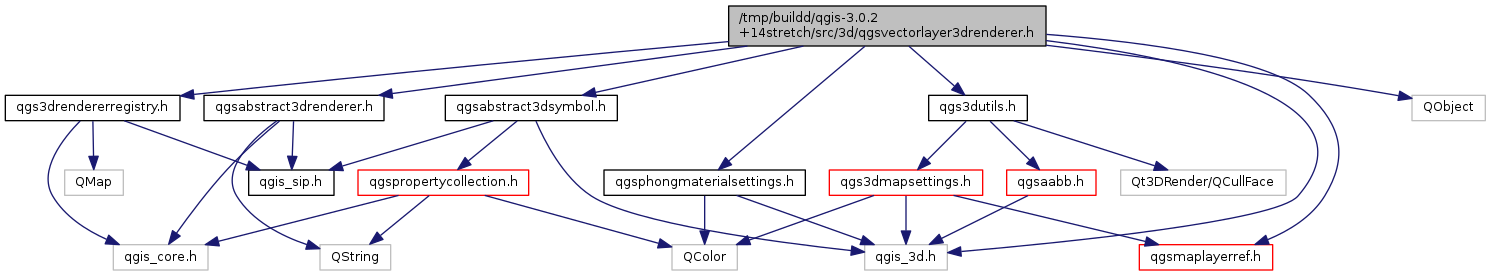 /tmp/buildd/qgis-3.0.2
+14stretch/src/3d/qgsvectorlayer3drenderer.h
qgs3drendererregistry.h
qgsabstract3drenderer.h
qgsabstract3dsymbol.h
qgs3dutils.h
QObject
QMap
qgis_sip.h
qgspropertycollection.h
qgsphongmaterialsettings.h
qgs3dmapsettings.h
qgsaabb.h
Qt3DRender/QCullFace
qgis_core.h
QString
QColor
qgis_3d.h
qgsmaplayerref.h